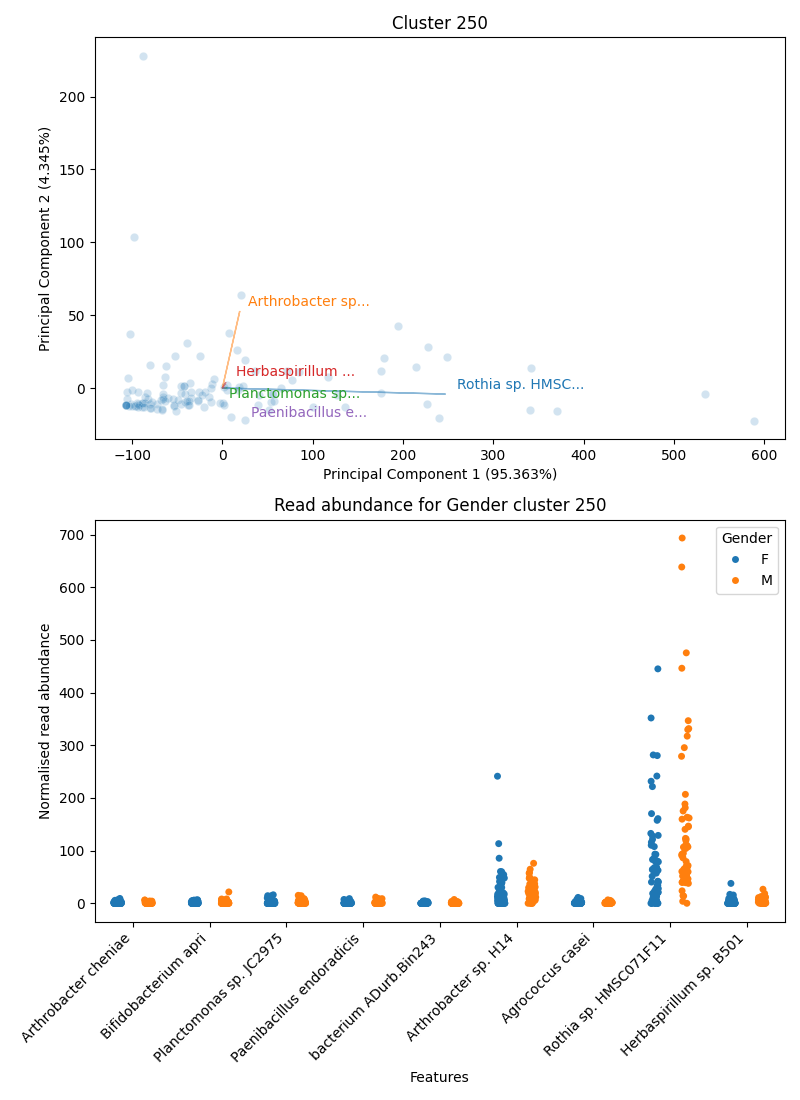 Cluster 250
Principal Component 2 (4.345%)
200
150
100
50
0
Arthrobacter sp...
Herbaspirillum ...
Rothia sp. HMSC...
Planctomonas sp...
Paenibacillus e...
−100
0
100
200
300
400
500
600
Principal Component 1 (95.363%)
Read abundance for Gender cluster 250
Normalised read abundance
700
600
500
400
300
200
100
0
Gender
F
M
Arthrobacter cheniae
Bifidobacterium apri
Planctomonas sp. JC2975
Paenibacillus endoradicis
bacterium ADurb.Bin243
Arthrobacter sp. H14
Agrococcus casei
Rothia sp. HMSC071F11
Herbaspirillum sp. B501
Features